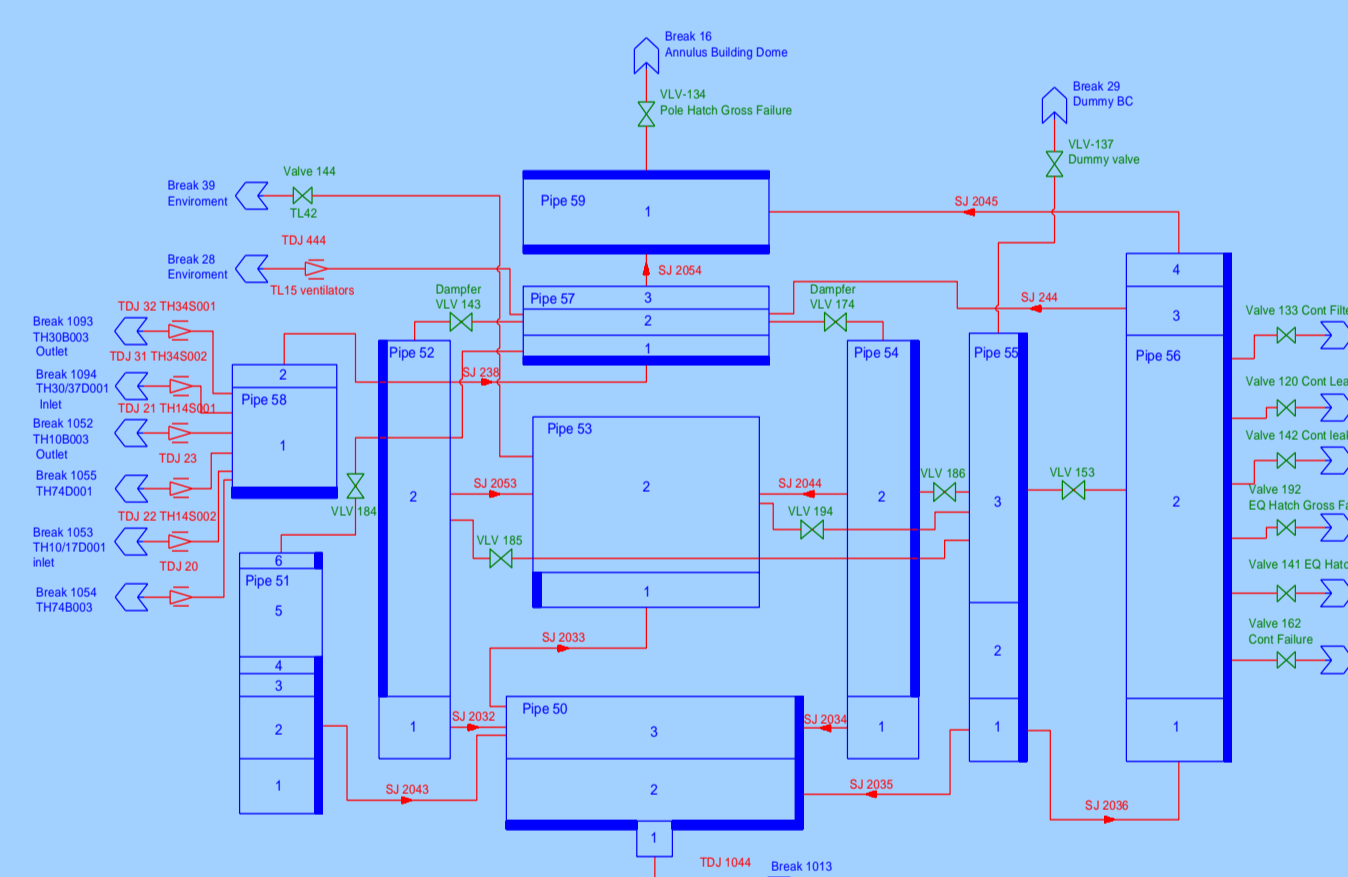 Break 16
Annulus Building Dome
VLV-134
Pole Hatch Gross Failure
Break 29
Dummy BC
VLV-137
Dummy valve
Valve 144
Break 39
Enviroment
TL42
Pipe 59
1
SJ 2045
TDJ 444
Break 28
Enviroment
TL15 ventilators
SJ 2054
4
Dampfer
VLV 143
Pipe 57
3
2
1
Dampfer
VLV 174
SJ 244
3
TDJ 32 TH34S001
Break 1093
TH30B003
Outlet
TDJ 31 TH34S002
Break 1094
TH30/37D001
Inlet
TDJ 21 TH14S001
Break 1052
TH10B003
Outlet
TDJ 23
Break 1055
TH74D001
TDJ 22 TH14S002
Break 1053
TH10/17D001
inlet
TDJ 20
Break 1054
TH74B003
2
Pipe 58
1
SJ 238
VLV 184
Pipe 52
2
1
Pipe 53
2
1
Pipe 54
2
1
Pipe 55
3
2
1
Pipe 56
2
1
Valve 133 Cont Filte
Valve 120 Cont Lea
Valve 142 Cont leal
Valve 192
EQ Hatch Gross Fa
Valve 141 EQ Hatc
Valve 162
Cont Failure
SJ 2053
SJ 2044
VLV 186
VLV 153
VLV 194
VLV 185
6
Pipe 51
5
4
3
2
1
SJ 2033
SJ 2032
Pipe 50
3
2
1
SJ 2034
SJ 2043
SJ 2035
SJ 2036
TDJ 1044
Break 1013